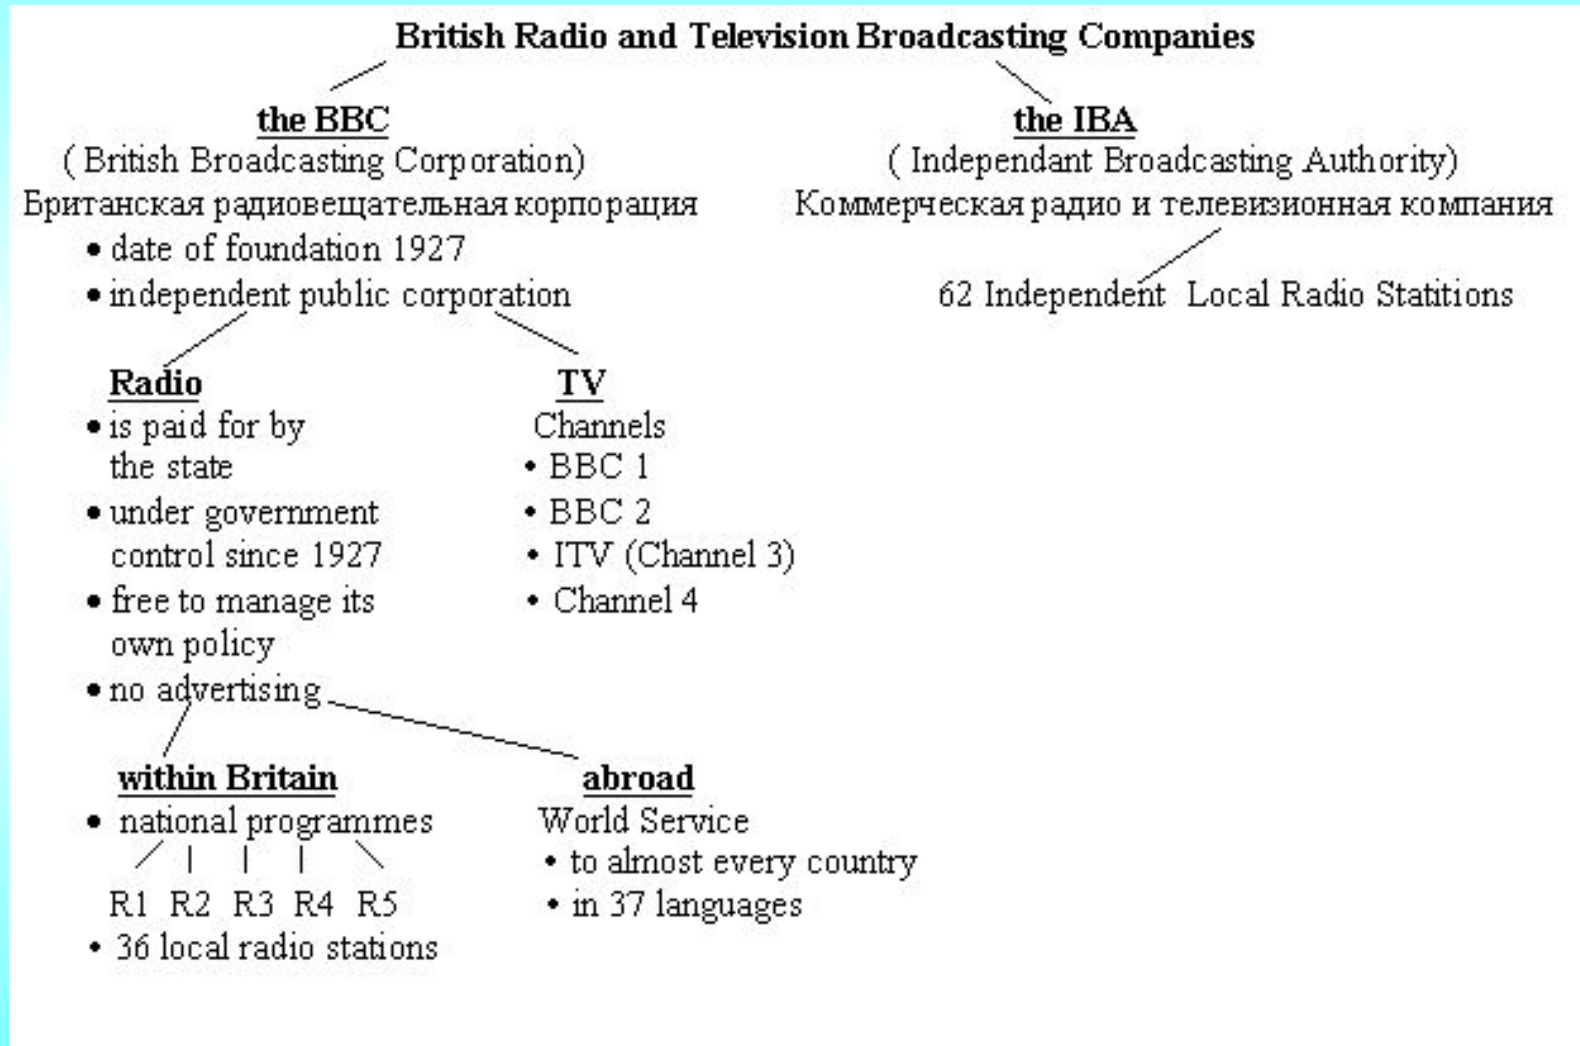 British Radio and Television Broadcasting Companies
the BBC
( British Broadcasting Corporation)
Британская радиовещательная корпорация
• date of foundation 1927
• independent public corporation
the IBA
( Independant Broadcasting Authority)
Коммерческая радио и телевизионная компания
62 Independent Local Radio Statitions
Radio
• is paid for by
the state
• under government
control since 1927
• free to manage its
own policy
• no advertising
TV
Channels
• BBC 1
• BBC 2
• ITV (Channel 3)
• Channel 4
within Britain
• national programmes
R1 R2 R3 R4 R5
• 36 local radio stations
abroad
World Service
• to almost every country
• in 37 languages